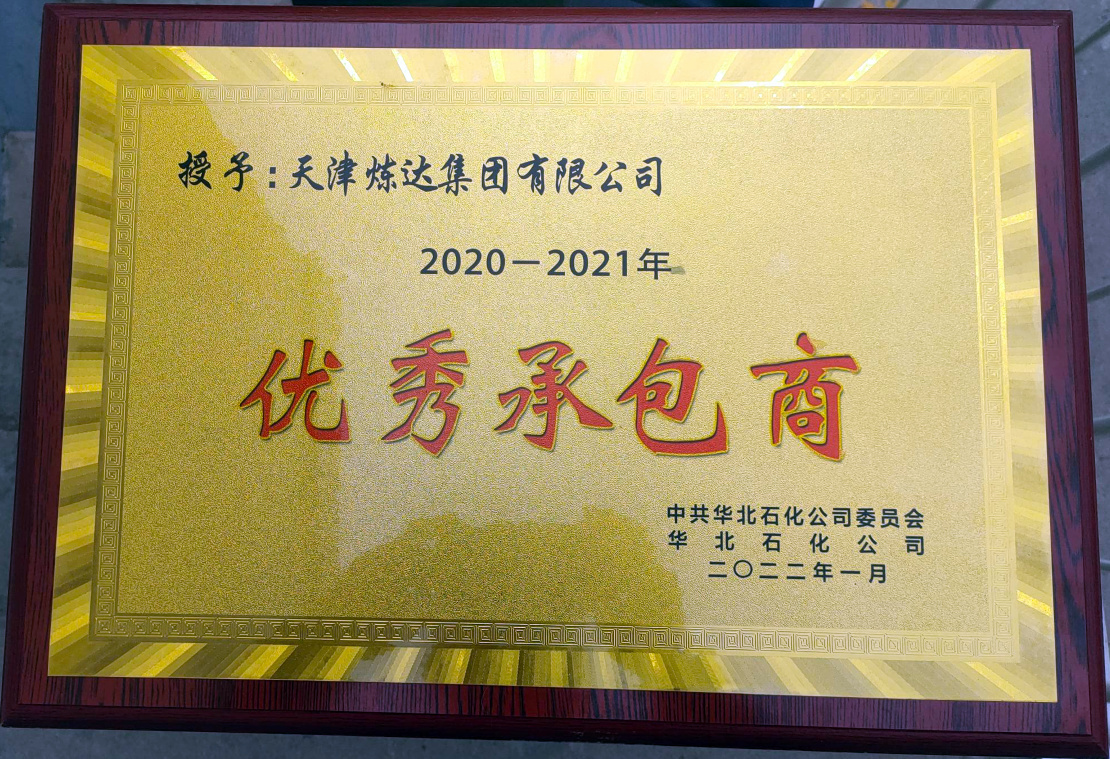 授予:天津炼达集团有限公司
2020-2021年
优秀承包商
中共华北石化公司委员会
华北石化公司
二〇二二年一月